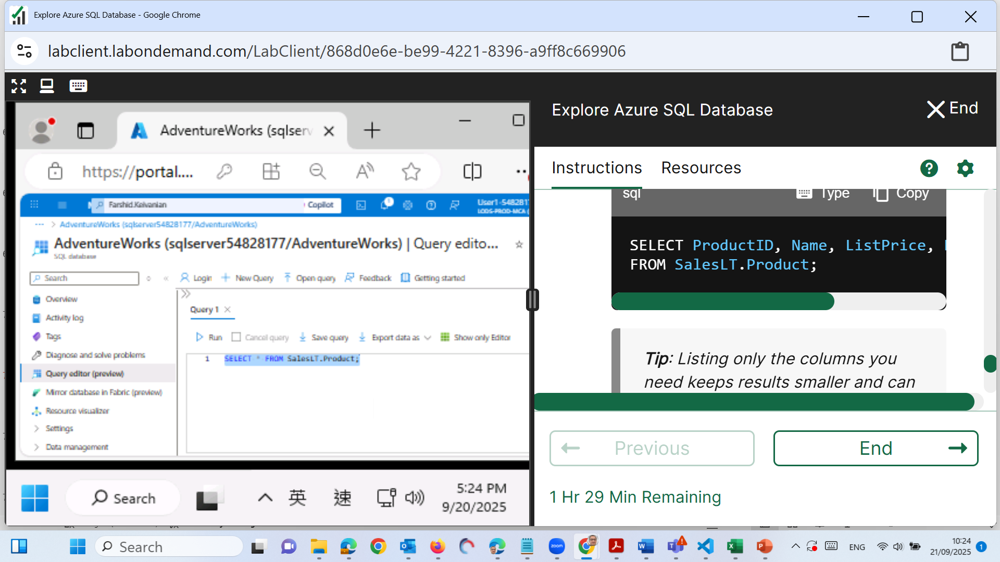 Explore Azure SQL Database - Google Chrome
labclient.labondemand.com/LabClient/868d0e6e-be99-4221-8396-a9ff8c669906
AdventureWorks (sqlserv
https://portal....
Farshid.Keivanian
Copilot
User1-5482817
LODS-PROD-MCA (
AdventureWorks (sqlserver54828177/AdventureWorks)
AdventureWorks (sqlserver54828177/AdventureWorks) | Query edito...
SQL database
Search
Login
New Query
Open query
Feedback
Getting started
Overview
Activity log
Tags
Diagnose and solve problems
Query editor (preview)
Mirror database in Fabric (preview)
Resource visualizer
Settings
Data management
Query 1
Run
Cancel query
Save query
Export data as
Show only Editor
1 SELECT * FROM SalesLT.Product;
Search
英
速
5:24 PM
9/20/2025
Explore Azure SQL Database
End
Instructions
Resources
sql
Type
Copy
SELECT ProductID, Name, ListPrice,
FROM SalesLT.Product;
Tip: Listing only the columns you
need keeps results smaller and can
Previous
End
1 Hr 29 Min Remaining
Search
zoom
ENG
10:24
21/09/2025
1